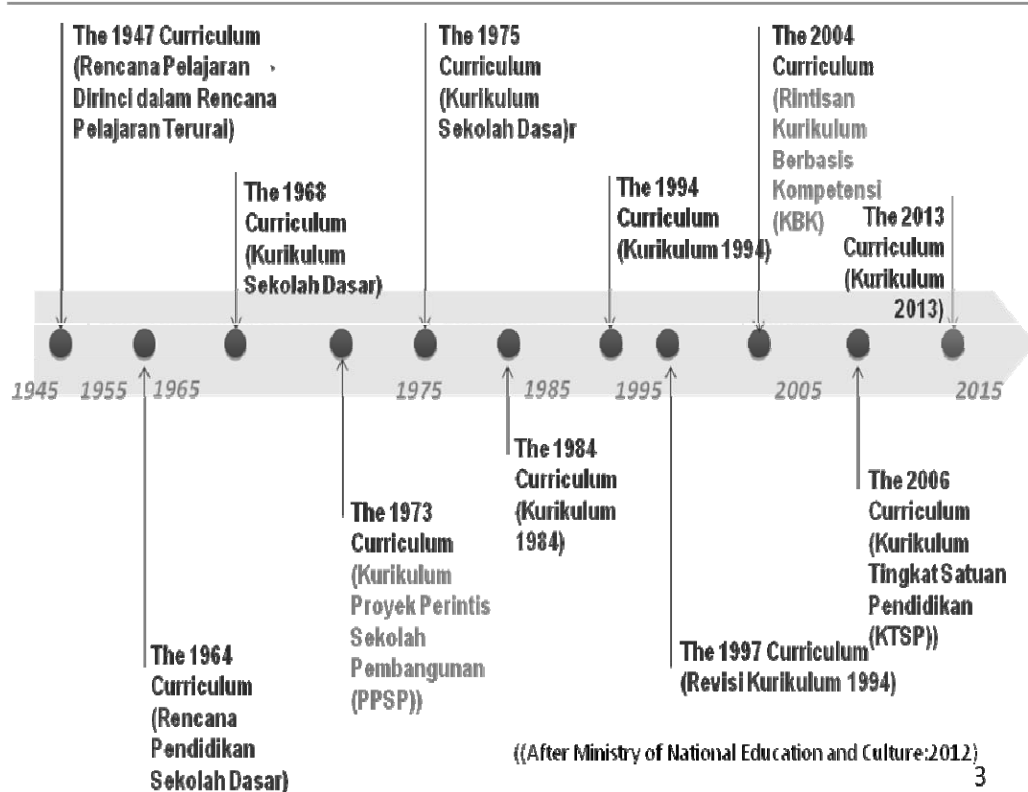 The 1947 Curriculum
(Rencana Pelajaran
Dirinci dalam Rencana
Pelajaran Terurai)
The 1975
Curriculum
(Kurikulum
Sekolah Dasa)r
The 2004
Curriculum
(Rintisan
Kurikulum
Berbasis
Kompetensi
(KBK)
The 1968
Curriculum
(Kurikulum
Sekolah Dasar)
The 1994
Curriculum
(Kurikulum 1994)
The 2013
Curriculum
(Kurikulum
2013)
1945 1955 1965 1975 1985 1995 2005 2015
The 1964
Curriculum
(Rencana
Pendidikan
Sekolah Dasar)
The 1973
Curriculum
(Kurikulum
Proyek Perintis
Sekolah
Pembangunan
(PPSP))
The 1984
Curriculum
(Kurikulum
1984)
The 1997 Curriculum
(Revisi Kurikulum 1994)
The 2006
Curriculum
(Kurikulum
Tingkat Satuan
Pendidikan
(KTSP))
((After Ministry of National Education and Culture:2012)
3